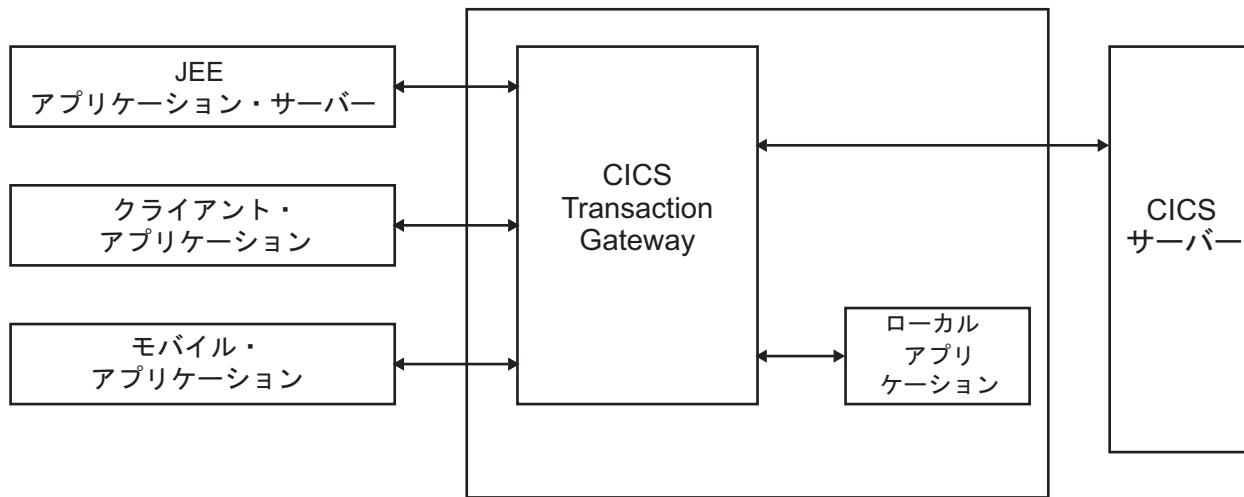 JEE
アプリケーション・サーバー
クライアント・
アプリケーション
モバイル・
アプリケーション
CICS
Transaction
Gateway
ローカル
アプリ
ケーション
CICS
サーバー